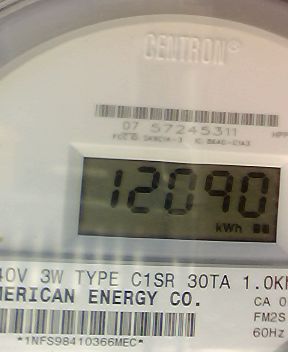 CENTRON®
07 57245311
12090
kWh
40V 3W TYPE C1SR 30TA 1.0K
MERICAN ENERGY CO.
CA 0
FM2S
60Hz
*1NFS98410366MEC*